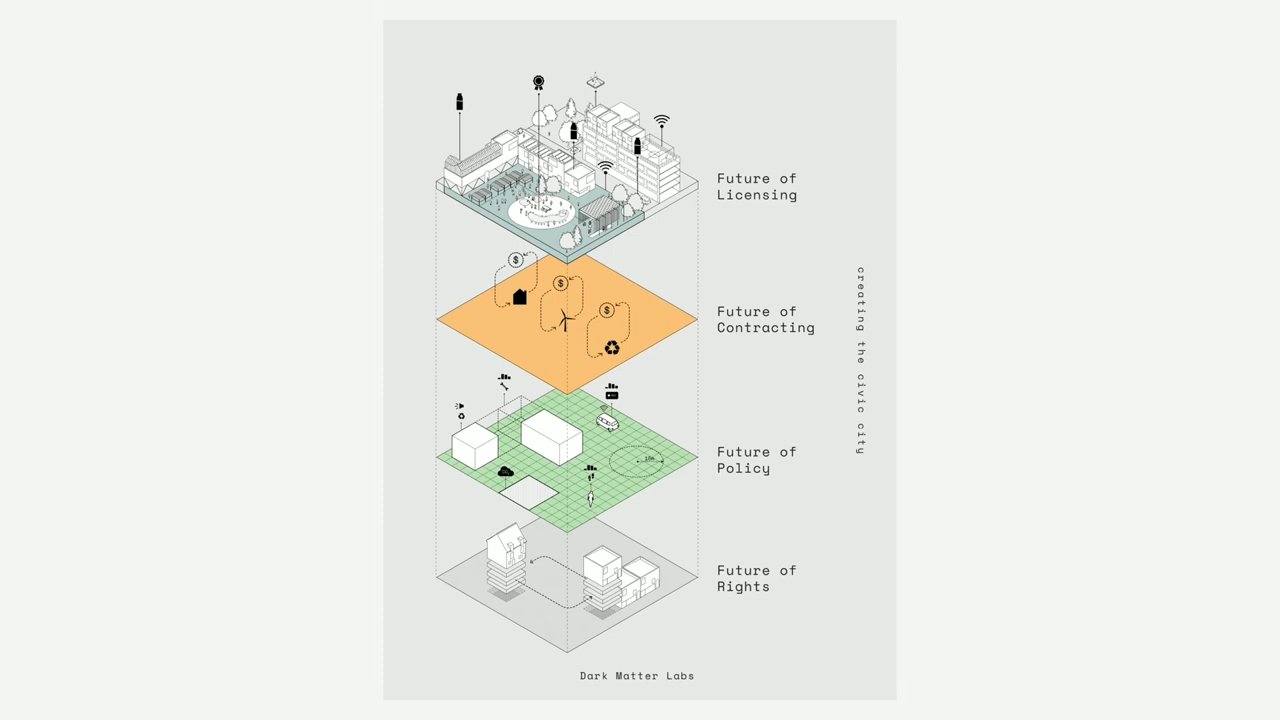 Future of
Licensing
$
$
$
Future of
Contracting
creating the civic city
Future of
Policy
10m
Future of
Rights
Dark Matter Labs